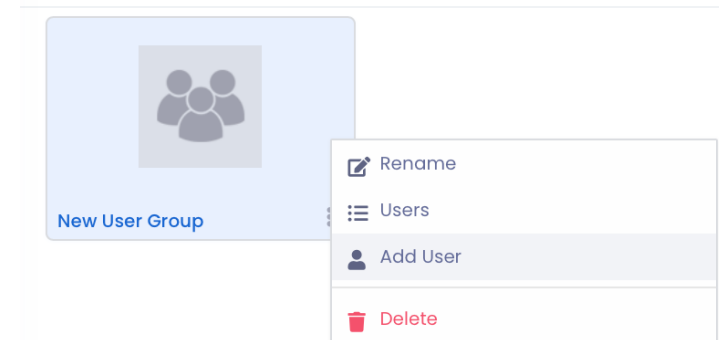 New User Group
Rename
Users
Add User
Delete